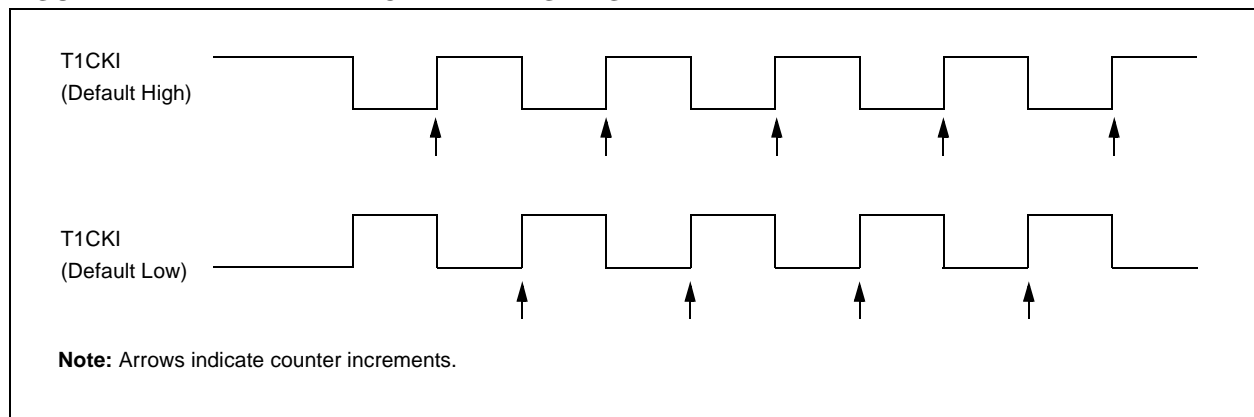 T1CKI
(Default High)
T1CKI
(Default Low)
Note: Arrows indicate counter increments.